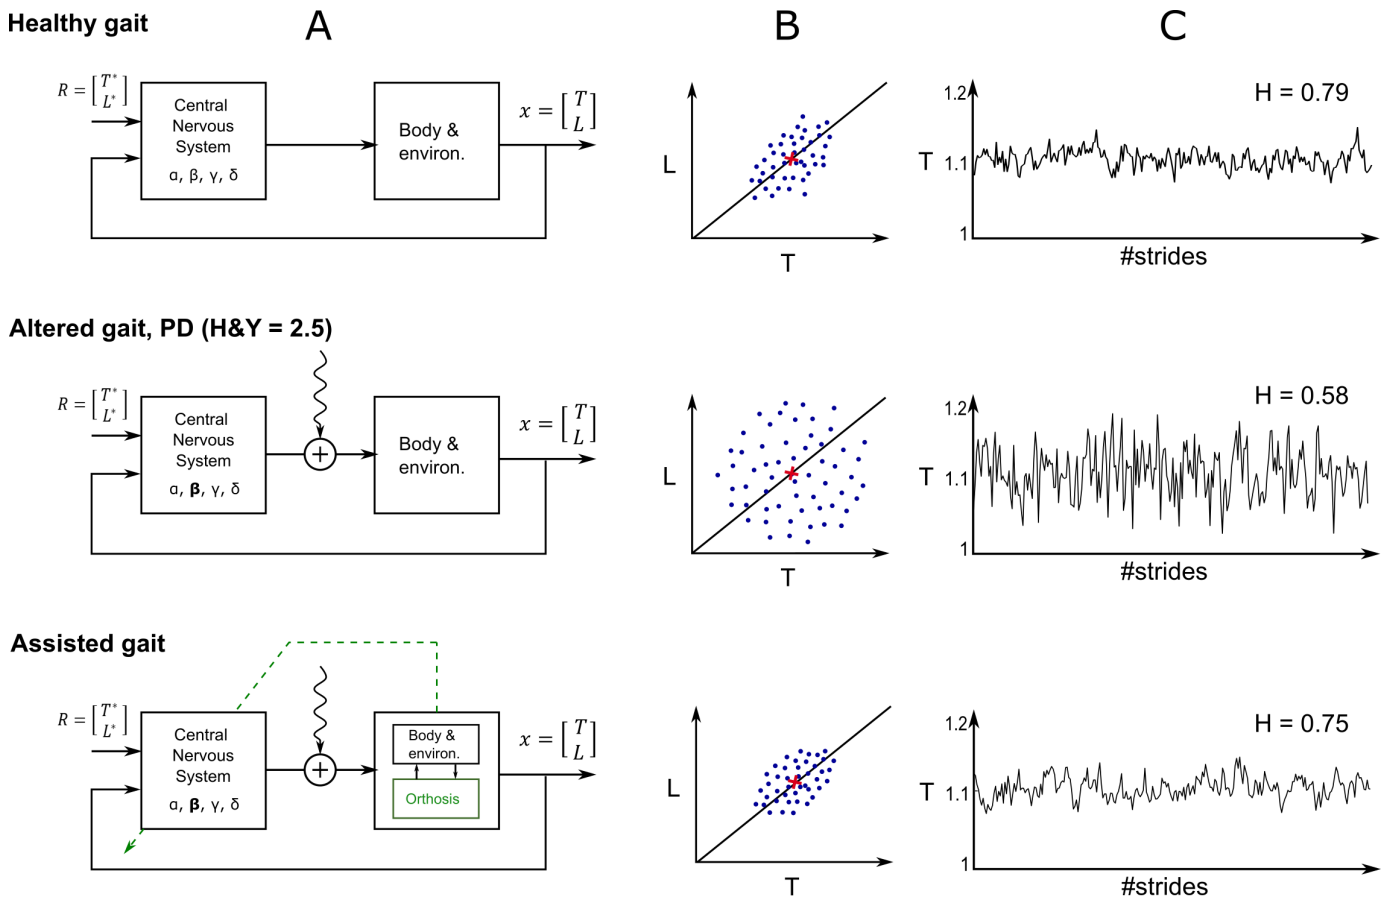 Healthy gait
A
B
C
R = [T* L*]
Central
Nervous
System
α, β, γ, δ
Body &
environ.
x = [T L]
L
T
1.2
T 1.1
1
H = 0.79
#strides
Altered gait, PD (H&Y = 2.5)
R = [T* L*]
Central
Nervous
System
α, β, γ, δ
+
Body &
environ.
x = [T L]
L
T
1.2
T 1.1
1
H = 0.58
#strides
Assisted gait
R = [T* L*]
Central
Nervous
System
α, β, γ, δ
+
Body &
environ.
Orthosis
x = [T L]
L
T
1.2
T 1.1
1
H = 0.75
#strides